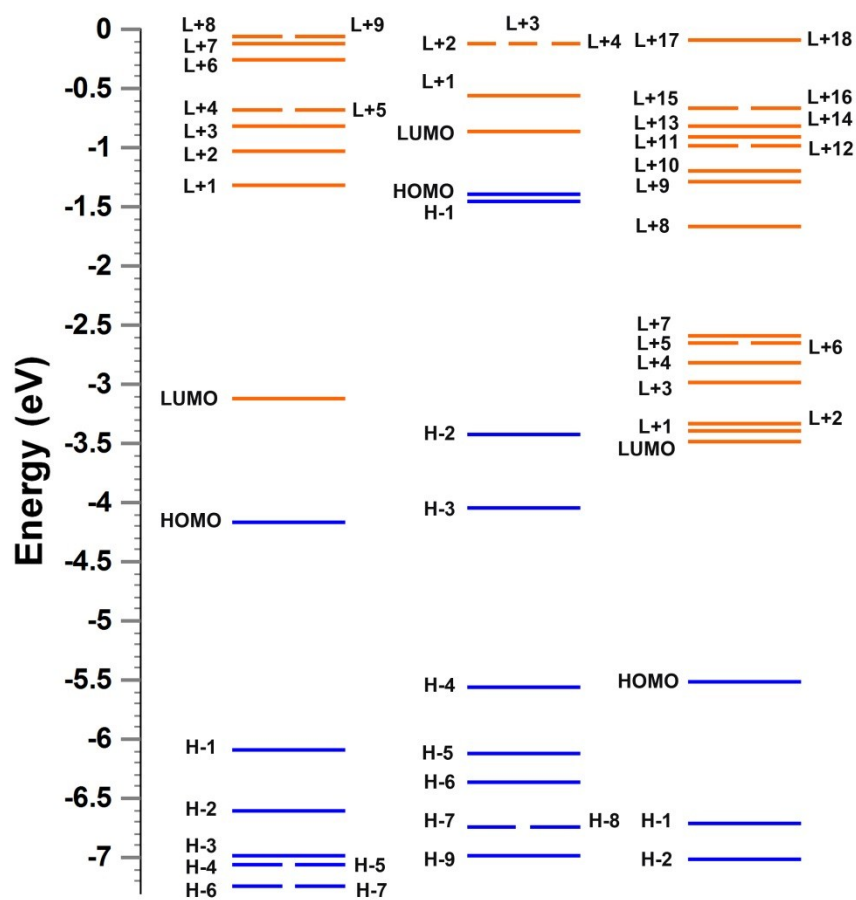 Energy (eV)
0
-0.5
-1
-1.5
-2
-2.5
-3
-3.5
-4
-4.5
-5
-5.5
-6
-6.5
-7
L+8 L+9
L+7
L+6
L+4 L+5
L+3
L+2
L+1
LUMO
HOMO
H-1
H-2
H-3
H-4 H-5
H-6 H-7
L+3
L+2 L+4
L+1
LUMO
HOMO
H-1
H-2
H-3
H-4
H-5
H-6
H-7 H-8
H-9
L+17 L+18
L+15 L+16
L+13 L+14
L+11 L+12
L+10
L+9
L+8
L+7
L+5 L+6
L+4
L+3
L+1 L+2
LUMO
HOMO
H-1
H-2